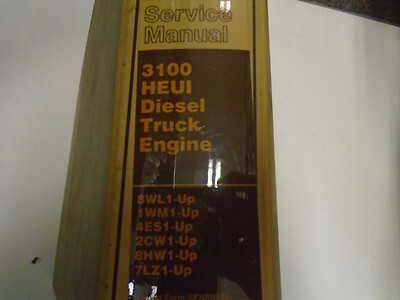 Service
Manual
3100
HEUI
Diesel
Truck
Engine
8WL1-Up
1WM1-Up
4ES1-Up
2CW1-Up
8HW1-Up
7LZ1-Up
Form